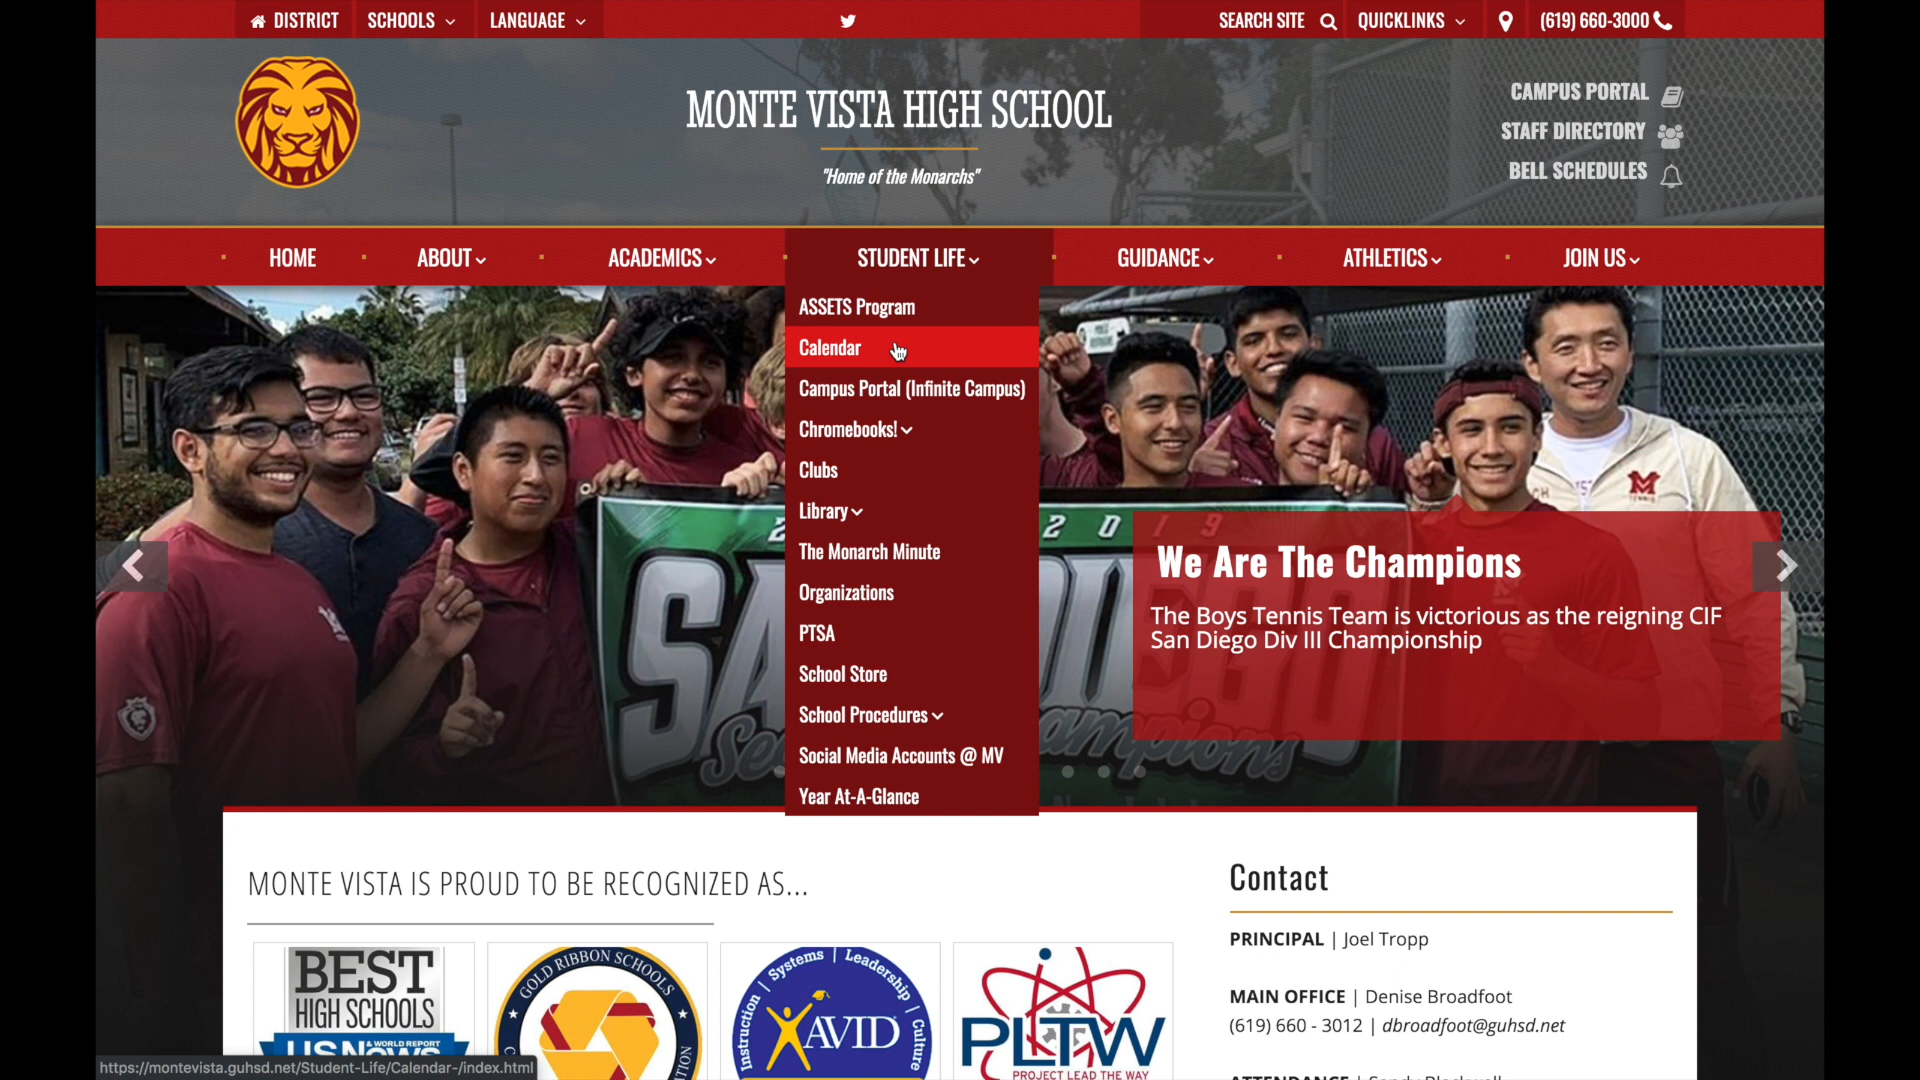 DISTRICT
SCHOOLS
LANGUAGE
SEARCH SITE
QUICKLINKS
(619) 660-3000
MONTE VISTA HIGH SCHOOL
"Home of the Monarchs"
CAMPUS PORTAL
STAFF DIRECTORY
BELL SCHEDULES
HOME
ABOUT
ACADEMICS
STUDENT LIFE
GUIDANCE
ATHLETICS
JOIN US
ASSETS Program
Calendar
Campus Portal (Infinite Campus)
Chromebooks!
Clubs
Library
The Monarch Minute
Organizations
PTSA
School Store
School Procedures
Social Media Accounts @ MV
Year At-A-Glance
We Are The Champions
The Boys Tennis Team is victorious as the reigning CIF
San Diego Div III Championship
MONTE VISTA IS PROUD TO BE RECOGNIZED AS...
BEST
HIGH SCHOOLS
US News
& WORLD REPORT
GOLD RIBBON SCHOOLS
Instruction | Systems | Leadership | Culture
AVID
PLTW
PROJECT LEAD THE WAY
Contact
PRINCIPAL | Joel Tropp
MAIN OFFICE | Denise Broadfoot
(619) 660 - 3012 | dbroadfoot@guhsd.net
https://montevista.guhsd.net/Student-Life/Calendar-/index.html